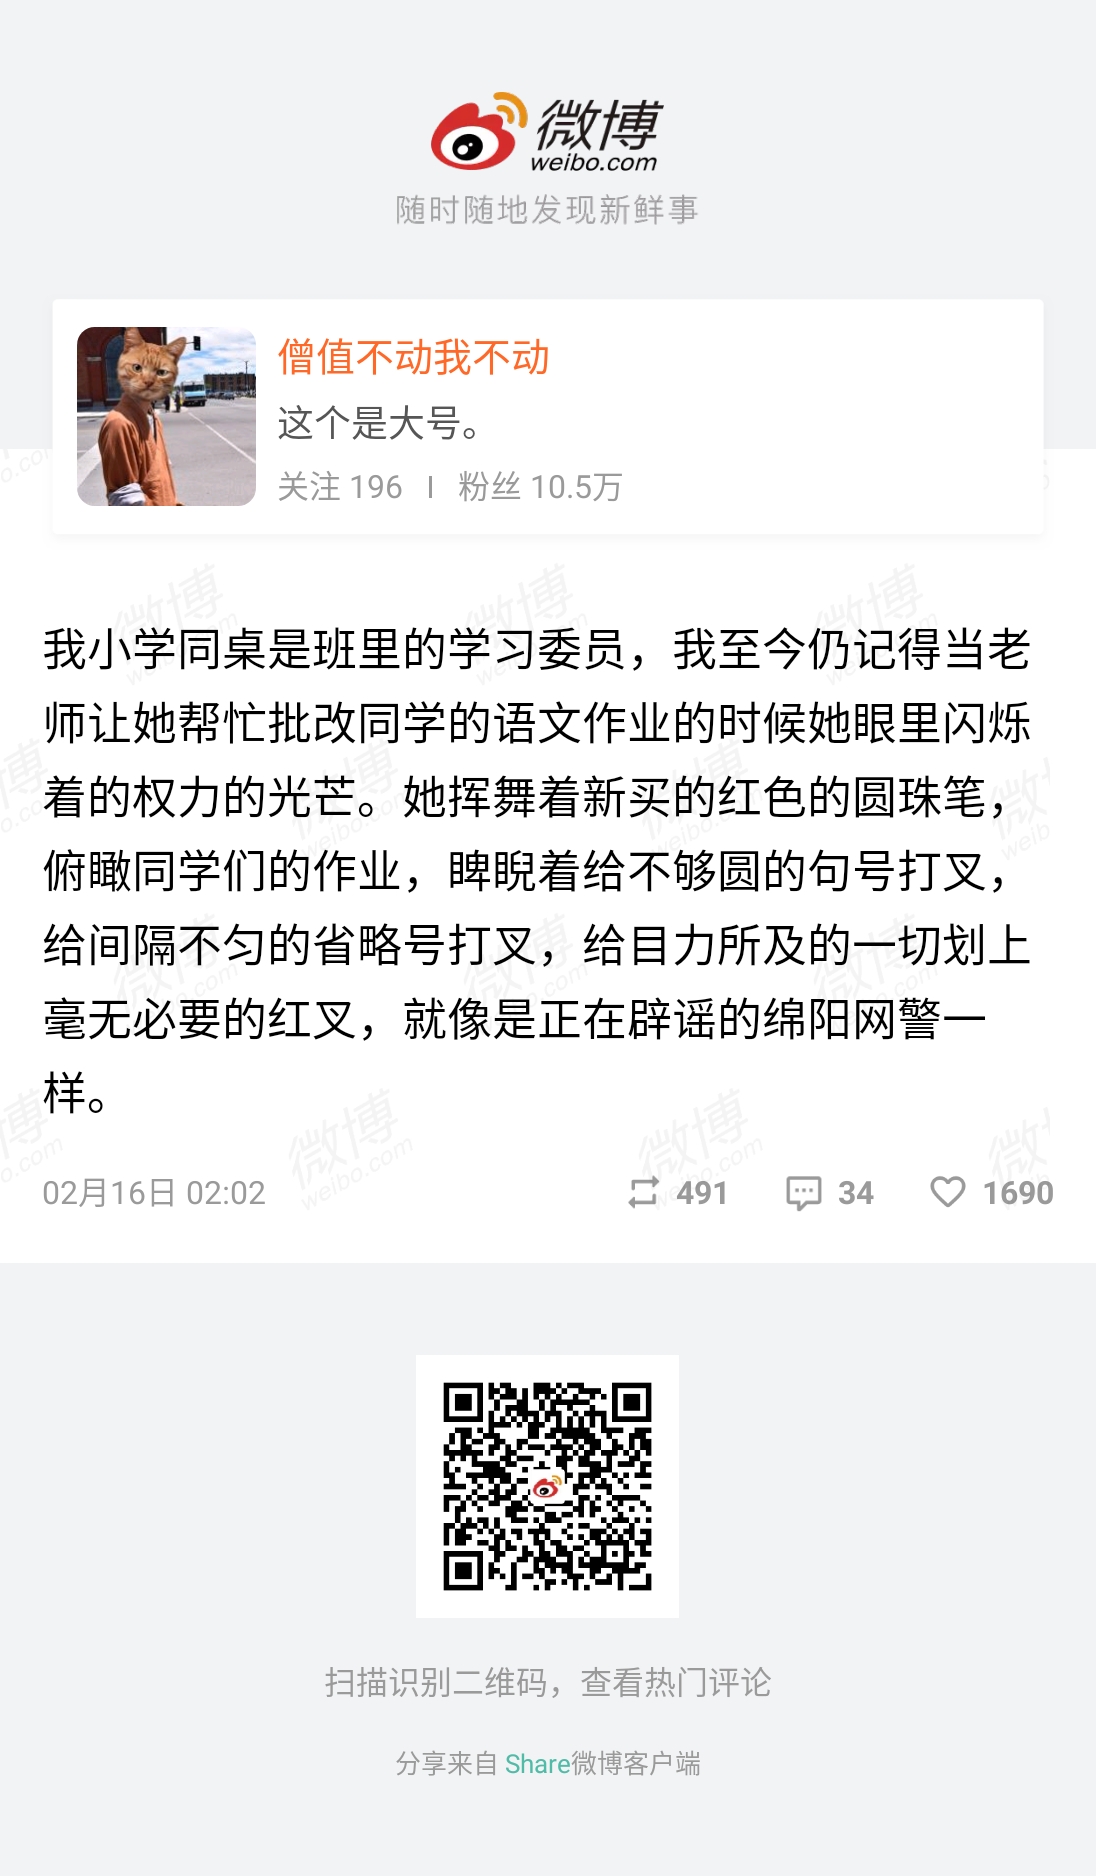 微博
weibo.com
随时随地发现新鲜事
僧值不动我不动
这个是大号。
关注 196 | 粉丝 10.5万
我小学同桌是班里的学习委员，我至今仍记得当老
师让她帮忙批改同学的语文作业的时候她眼里闪烁
着的权力的光芒。她挥舞着新买的红色的圆珠笔，
俯瞰同学们的作业，睥睨着给不够圆的句号打叉，
给间隔不匀的省略号打叉，给目力所及的一切划上
毫无必要的红叉，就像是正在辟谣的绵阳网警一
样。
02月16日 02:02 491 34 1690
扫描识别二维码，查看热门评论
分享来自 Share微博客户端